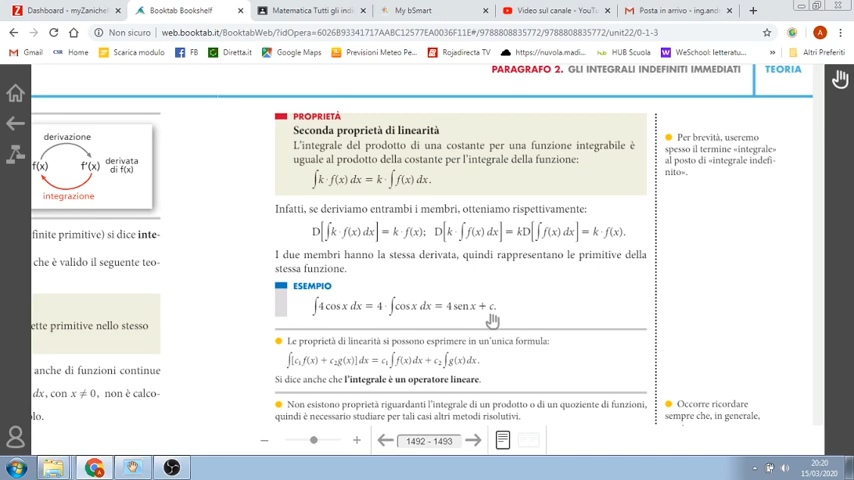 Dashboard - myZanichel
Booktab Bookshelf
Matematica Tutti gli indi
My bSmart
Video sul canale - YouTu
Posta in arrivo - ing.andr
Non sicuro
web.booktab.it/BooktabWeb/?idOpera=6026B93341717AABC12577EA0036F11E#/9788808835772/9788808835772/unit22/0-1-3
Gmail
CBH
Home
Scarica modulo
FB
Diretta.it
Google Maps
Previsioni Meteo Pe...
Rojadirecta TV
https://nuvola.madi...
HUB Scuola
WeSchool: letteratu...
Altri Preferiti
PARAGRAFO 2. GLI INTEGRALI INDEFINITI IMMEDIATI
TEORIA
derivazione
f(x)
f'(x)
derivata
di f(x)
integrazione
finite primitive) si dice inte-
che è valido il seguente teo-
ette primitive nello stesso
anche di funzioni continue
dx, con x ≠ 0, non è calco-
olo.
PROPRIETÀ
Seconda proprietà di linearità
L'integrale del prodotto di una costante per una funzione integrabile è
uguale al prodotto della costante per l'integrale della funzione:
∫k · f(x) dx = k · ∫f(x) dx.
Infatti, se deriviamo entrambi i membri, otteniamo rispettivamente:
D[∫k · f(x) dx] = k · f(x); D[k · ∫f(x) dx] = kD[∫f(x) dx] = k · f(x).
I due membri hanno la stessa derivata, quindi rappresentano le primitive della
stessa funzione.
ESEMPIO
∫4 cos x dx = 4 · ∫cos x dx = 4 sen x + c.
Le proprietà di linearità si possono esprimere in un'unica formula:
∫[c₁ f(x) + c₂ g(x)] dx = c₁ ∫f(x) dx + c₂ ∫g(x) dx.
Si dice anche che l'integrale è un operatore lineare.
Non esistono proprietà riguardanti l'integrale di un prodotto o di un quoziente di funzioni,
quindi è necessario studiare per tali casi altri metodi risolutivi.
Per brevità, useremo
spesso il termine «integrale»
al posto di «integrale indefi-
nito».
Occorre ricordare
sempre che, in generale,
1492 - 1493
20:20
15/03/2020